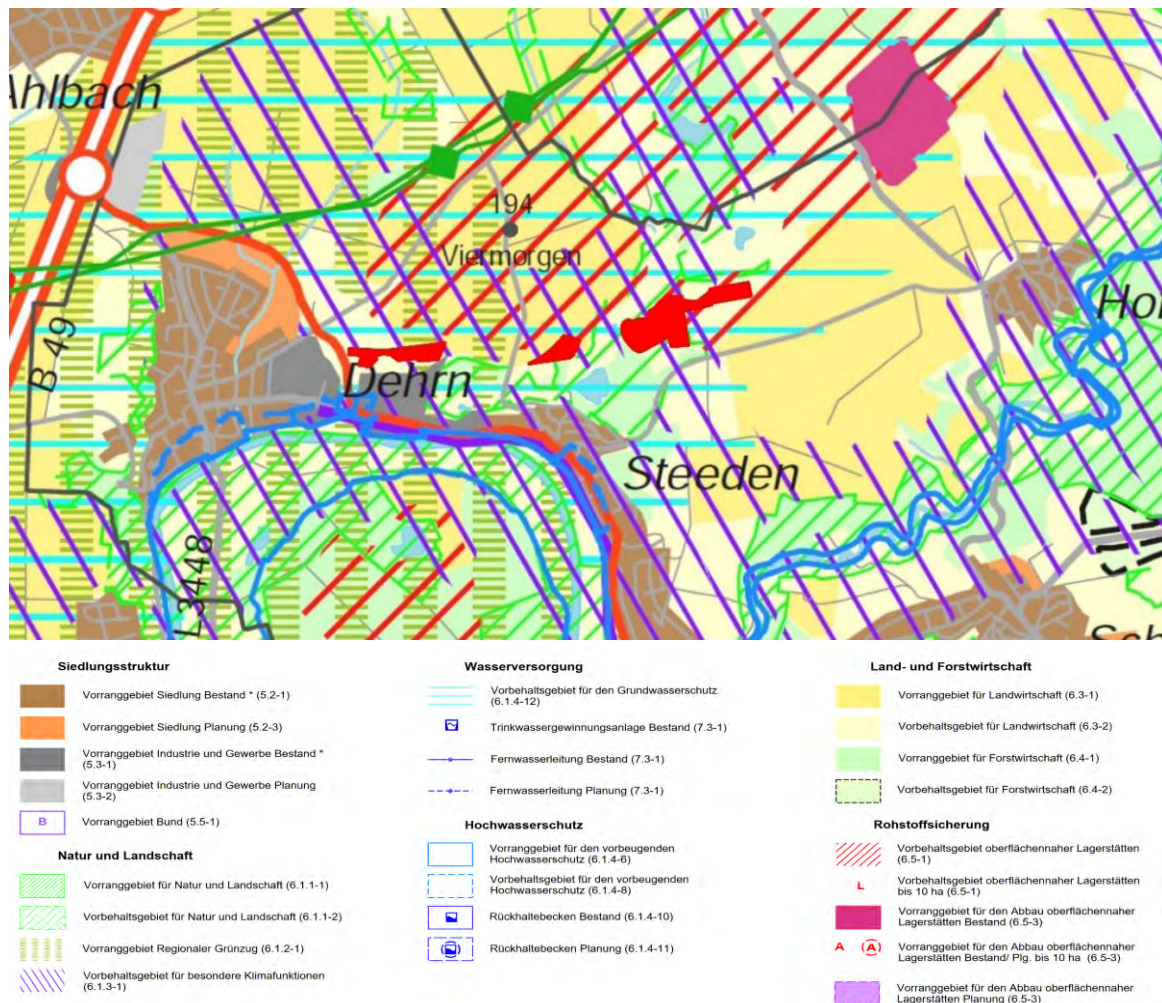 Ahlbach
194
Viermorgen
Hof
B 49
Dehrn
Steeden
L3448
Sch
Siedlungsstruktur
Vorranggebiet Siedlung Bestand * (5.2-1)
Vorranggebiet Siedlung Planung (5.2-3)
Vorranggebiet Industrie und Gewerbe Bestand *
(5.3-1)
Vorranggebiet Industrie und Gewerbe Planung
(5.3-2)
B Vorranggebiet Bund (5.5-1)
Natur und Landschaft
Vorranggebiet für Natur und Landschaft (6.1.1-1)
Vorbehaltsgebiet für Natur und Landschaft (6.1.1-2)
Vorranggebiet Regionaler Grünzug (6.1.2-1)
Vorbehaltsgebiet für besondere Klimafunktionen
(6.1.3-1)
Wasserversorgung
Vorbehaltsgebiet für den Grundwasserschutz
(6.1.4-12)
Trinkwassergewinnungsanlage Bestand (7.3-1)
Fernwasserleitung Bestand (7.3-1)
Fernwasserleitung Planung (7.3-1)
Hochwasserschutz
Vorranggebiet für den vorbeugenden
Hochwasserschutz (6.1.4-6)
Vorbehaltsgebiet für den vorbeugenden
Hochwasserschutz (6.1.4-8)
Rückhaltebecken Bestand (6.1.4-10)
Rückhaltebecken Planung (6.1.4-11)
Land- und Forstwirtschaft
Vorranggebiet für Landwirtschaft (6.3-1)
Vorbehaltsgebiet für Landwirtschaft (6.3-2)
Vorranggebiet für Forstwirtschaft (6.4-1)
Vorbehaltsgebiet für Forstwirtschaft (6.4-2)
Rohstoffsicherung
Vorbehaltsgebiet oberflächennaher Lagerstätten
(6.5-1)
L Vorbehaltsgebiet oberflächennaher Lagerstätten
bis 10 ha (6.5-1)
Vorranggebiet für den Abbau oberflächennaher
Lagerstätten Bestand (6.5-3)
A (A) Vorranggebiet für den Abbau oberflächennaher
Lagerstätten Bestand/ Plg. bis 10 ha (6.5-3)
Vorranggebiet für den Abbau oberflächennaher
Lagerstätten Planung (6.5-3)